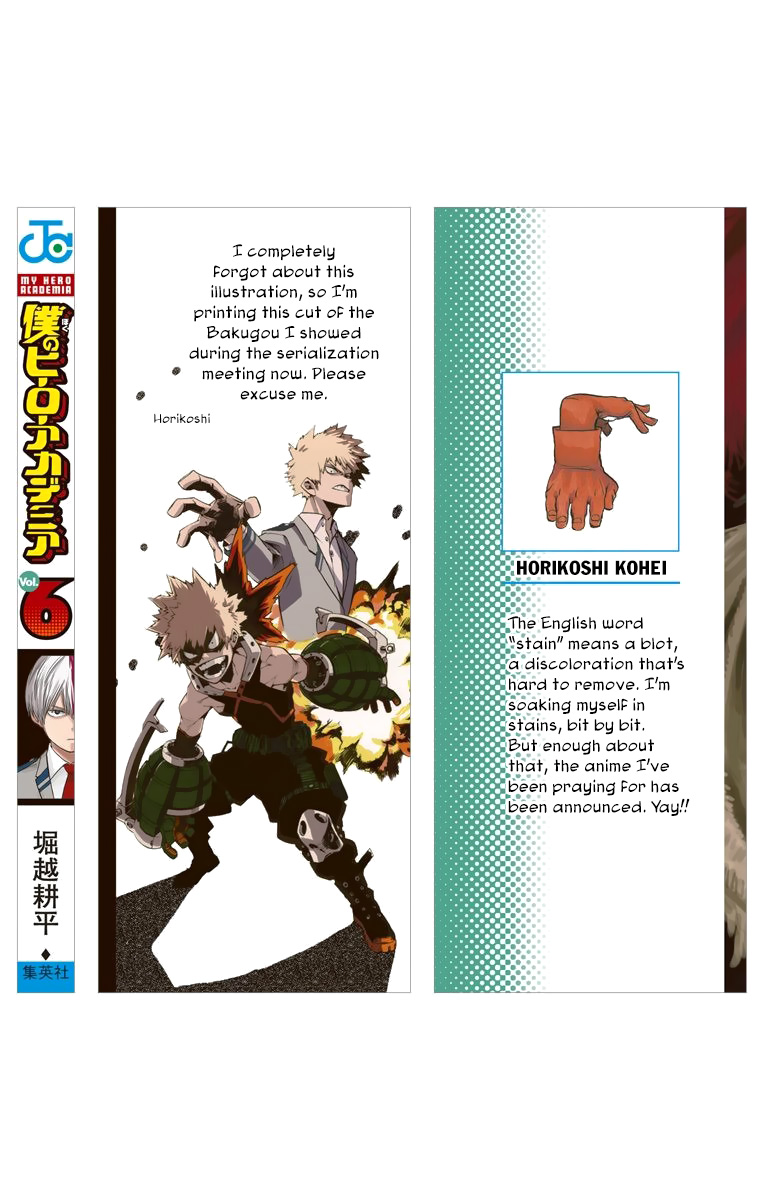 MY HERO
ACADEMIA
僕のヒーローアカデミア
ぼく
Vol.
6
堀越耕平
集英社
I completely
forgot about this
illustration, so I'm
printing this cut of the
Bakugou I showed
during the serialization
meeting now. Please
excuse me.
Horikoshi
HORIKOSHI KOHEI
The English word
"stain" means a blot,
a discoloration that's
hard to remove. I'm
soaking myself in
stains, bit by bit.
But enough about
that, the anime I've
been praying for has
been announced. Yay!!